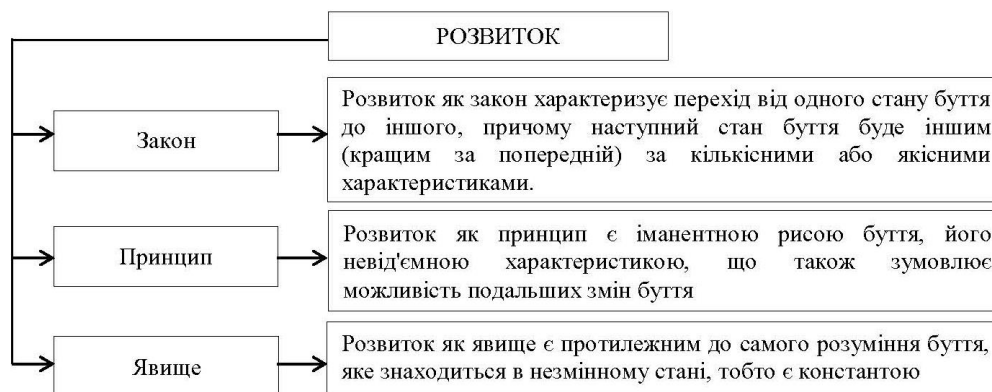 РОЗВИТОК
Закон
Розвиток як закон характеризує перехід від одного стану буття
до іншого, причому наступний стан буття буде іншим
(кращим за попередній) за кількісними або якісними
характеристиками.
Принцип
Розвиток як принцип є іманентною рисою буття, його
невід'ємною характеристикою, що також зумовлює
можливість подальших змін буття
Явище
Розвиток як явище є протилежним до самого розуміння буття,
яке знаходиться в незмінному стані, тобто є константою